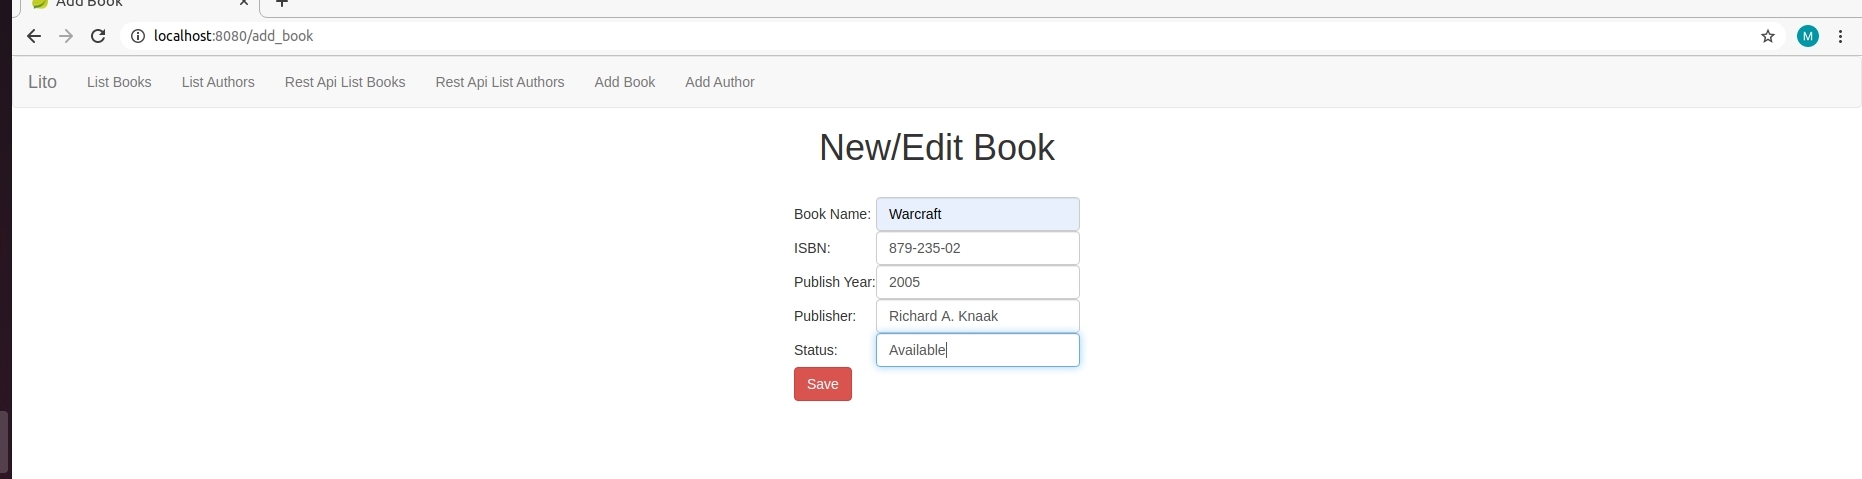 Add Book
localhost:8080/add_book
M
Lito List Books List Authors Rest Api List Books Rest Api List Authors Add Book Add Author
New/Edit Book
Book Name: Warcraft
ISBN: 879-235-02
Publish Year: 2005
Publisher: Richard A. Knaak
Status: Available
Save